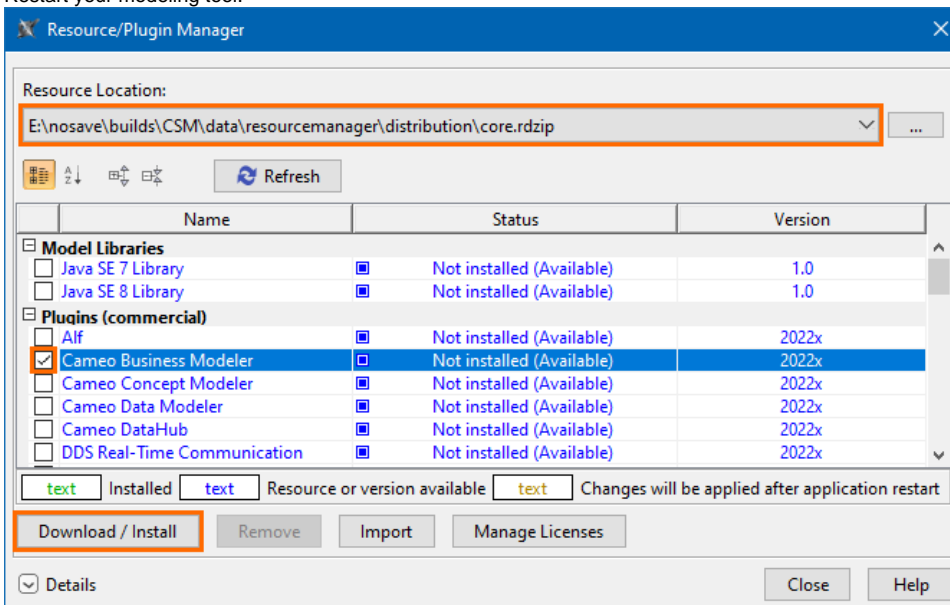 Restart your modeling tool.
Resource/Plugin Manager
Resource Location:
E:\nosave\builds\CSM\data\resourcemanager\distribution\core.rdzip
...
Refresh
Name Status Version
Model Libraries
Java SE 7 Library Not installed (Available) 1.0
Java SE 8 Library Not installed (Available) 1.0
Plugins (commercial)
Alf Not installed (Available) 2022x
Cameo Business Modeler Not installed (Available) 2022x
Cameo Concept Modeler Not installed (Available) 2022x
Cameo Data Modeler Not installed (Available) 2022x
Cameo DataHub Not installed (Available) 2022x
DDS Real-Time Communication Not installed (Available) 2022x
text Installed text Resource or version available text Changes will be applied after application restart
Download / Install Remove Import Manage Licenses
Details Close Help